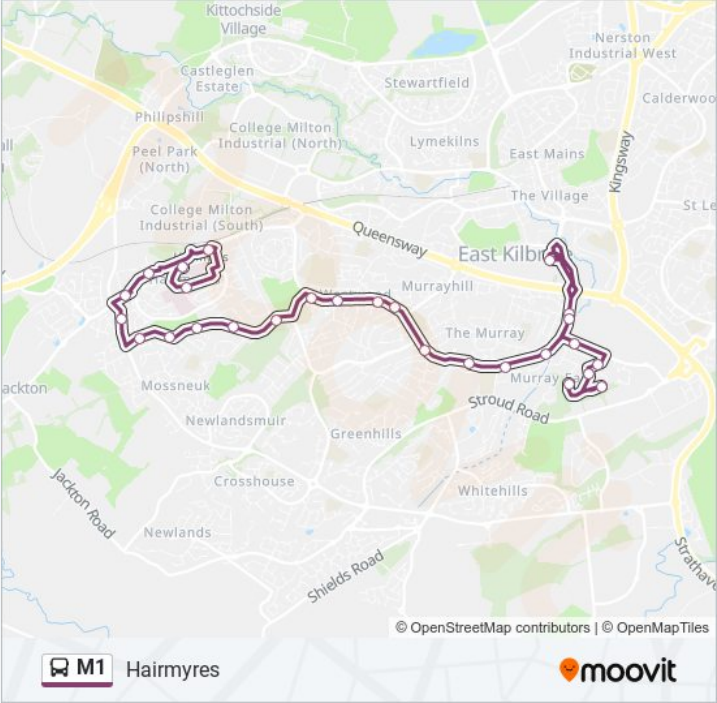 Kittochside
Village
Nerston
Industrial West
Castleglen
Estate
Stewartfield
Calderwoo
Philipshill
College Milton
Industrial (North)
Lymekilns
Peel Park
(North)
East Mains
Kingsway
The Village
College Milton
Industrial (South)
St Le
Queensway
East Kilbr
Murrayhill
The Murray
Mossneuk
Murray Ea
ackton
Stroud Road
Newlandsmuir
Greenhills
Crosshouse
Whitehills
Jackton Road
Newlands
Shields Road
Strathav
© OpenStreetMap contributors | © OpenMapTiles
M1 Hairmyres
moovit